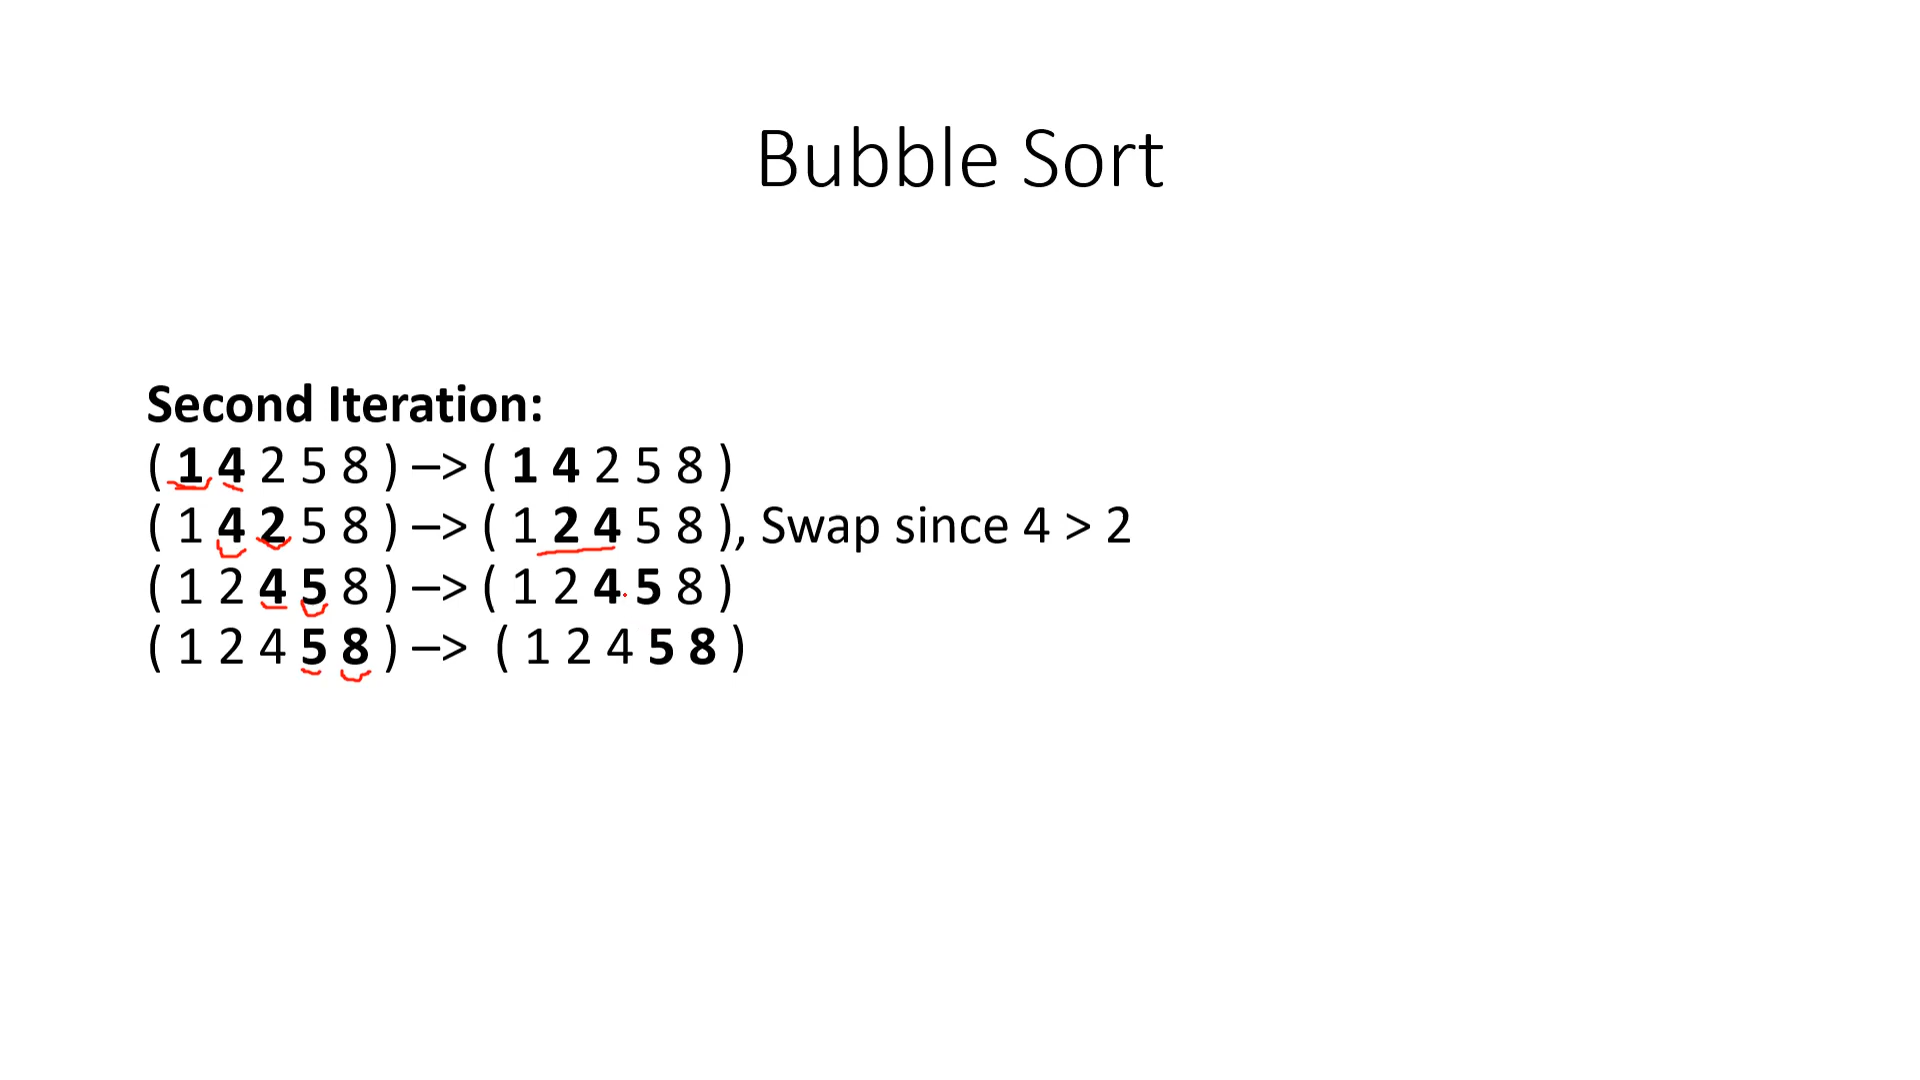 Bubble Sort
Second Iteration:
( 1 4 2 5 8 ) –> ( 1 4 2 5 8 )
( 1 4 2 5 8 ) –> ( 1 2 4 5 8 ), Swap since 4 > 2
( 1 2 4 5 8 ) –> ( 1 2 4 5 8 )
( 1 2 4 5 8 ) –> ( 1 2 4 5 8 )